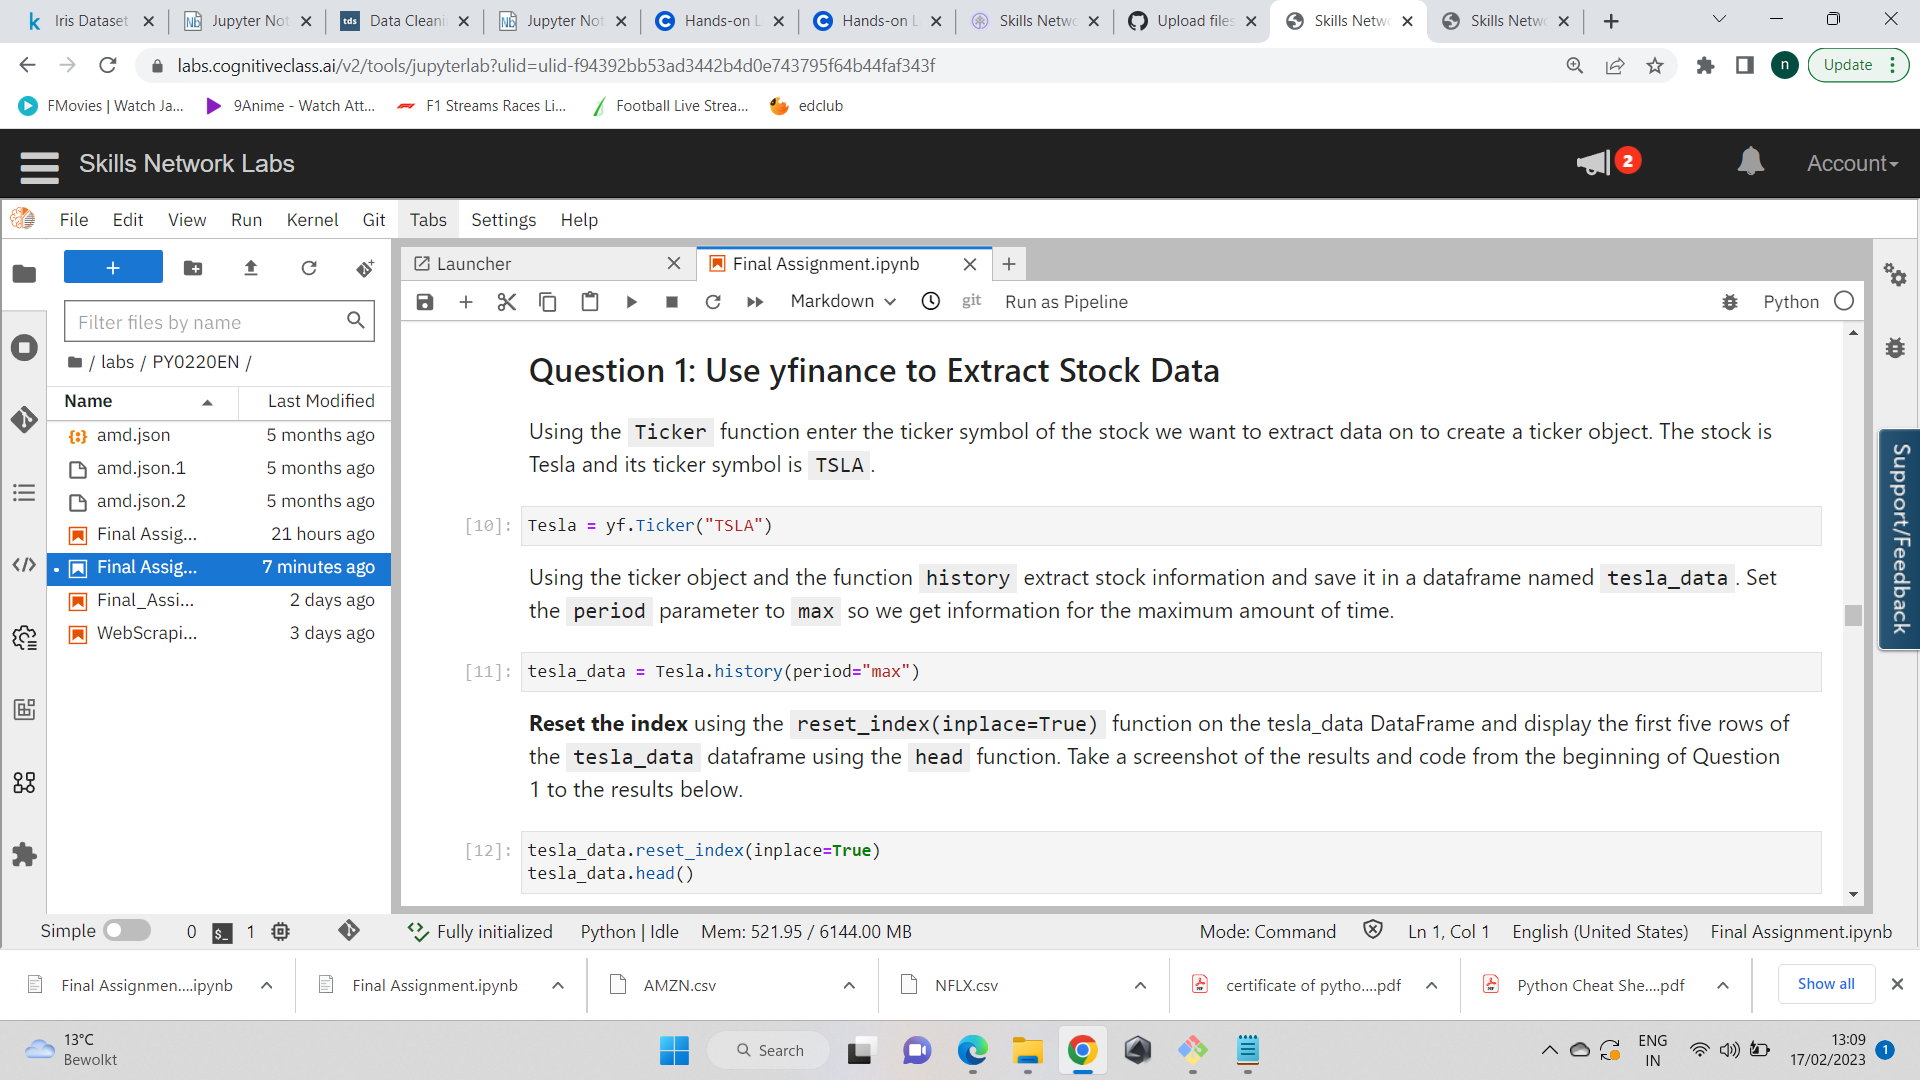 Iris Dataset
Jupyter Not
tds Data Cleani
Jupyter Not
Hands-on L
Hands-on L
Skills Netwo
Upload files
Skills Netwo
Skills Netwo
labs.cognitiveclass.ai/v2/tools/jupyterlab?ulid=ulid-f94392bb53ad3442b4d0e743795f64b44faf343f
n
Update
FMovies | Watch Ja...
9Anime - Watch Att...
F1 Streams Races Li...
Football Live Strea...
edclub
Skills Network Labs
2
Account
File Edit View Run Kernel Git Tabs Settings Help
Launcher
Final Assignment.ipynb
Markdown
git
Run as Pipeline
Python
Filter files by name
/ labs / PY0220EN /
Name Last Modified
amd.json 5 months ago
amd.json.1 5 months ago
amd.json.2 5 months ago
Final Assig... 21 hours ago
Final Assig... 7 minutes ago
Final_Assi... 2 days ago
WebScrapi... 3 days ago
Question 1: Use yfinance to Extract Stock Data
Using the Ticker function enter the ticker symbol of the stock we want to extract data on to create a ticker object. The stock is
Tesla and its ticker symbol is TSLA .
[10]: Tesla = yf.Ticker("TSLA")
Using the ticker object and the function history extract stock information and save it in a dataframe named tesla_data . Set
the period parameter to max so we get information for the maximum amount of time.
[11]: tesla_data = Tesla.history(period="max")
Reset the index using the reset_index(inplace=True) function on the tesla_data DataFrame and display the first five rows of
the tesla_data dataframe using the head function. Take a screenshot of the results and code from the beginning of Question
1 to the results below.
[12]: tesla_data.reset_index(inplace=True)
tesla_data.head()
Support/Feedback
Simple 0 $_ 1 Fully initialized Python | Idle Mem: 521.95 / 6144.00 MB Mode: Command Ln 1, Col 1 English (United States) Final Assignment.ipynb
Final Assignmen....ipynb
Final Assignment.ipynb
AMZN.csv
NFLX.csv
certificate of pytho....pdf
Python Cheat She....pdf
Show all
13°C
Bewolkt
Search
ENG
IN
13:09
17/02/2023
1